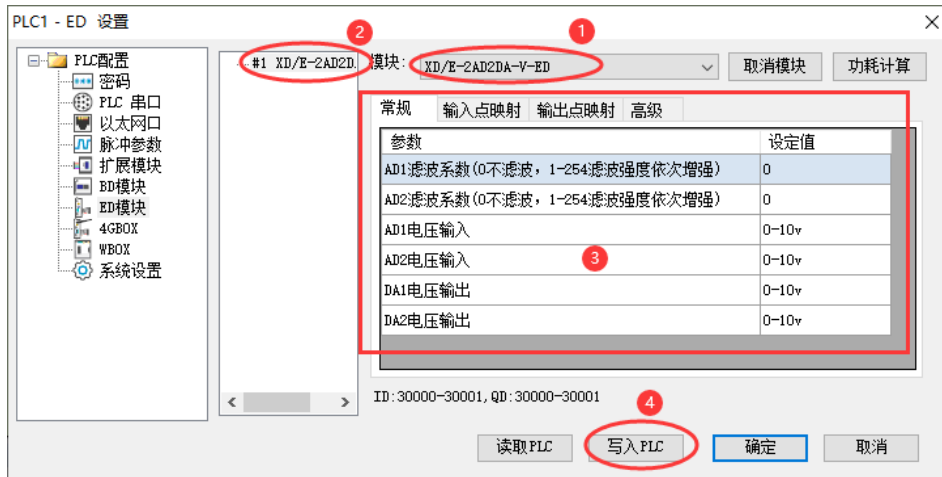 PLC1 - ED 设置
PLC配置
密码
PLC 串口
以太网口
脉冲参数
扩展模块
BD模块
ED模块
4GBOX
WBOX
系统设置
2
#1 XD/E-2AD2D.
1
模块: XD/E-2AD2DA-V-ED 取消模块 功耗计算
常规 输入点映射 输出点映射 高级
参数 设定值
AD1滤波系数(0不滤波，1-254滤波强度依次增强) 0
AD2滤波系数(0不滤波，1-254滤波强度依次增强) 0
AD1电压输入 0-10v
AD2电压输入 0-10v
3
DA1电压输出 0-10v
DA2电压输出 0-10v
ID:30000-30001,QD:30000-30001
4
读取PLC 写入PLC 确定 取消